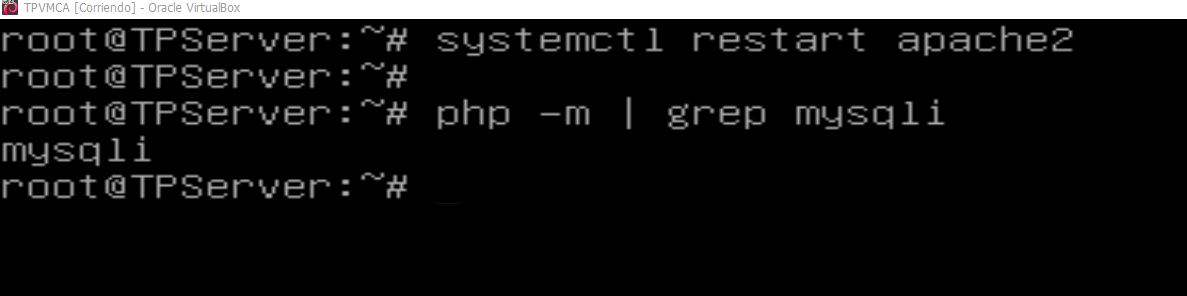 TPVMCA [Corriendo] - Oracle VirtualBox
root@TPServer:~# systemctl restart apache2
root@TPServer:~#
root@TPServer:~# php -m | grep mysqli
mysqli
root@TPServer:~#